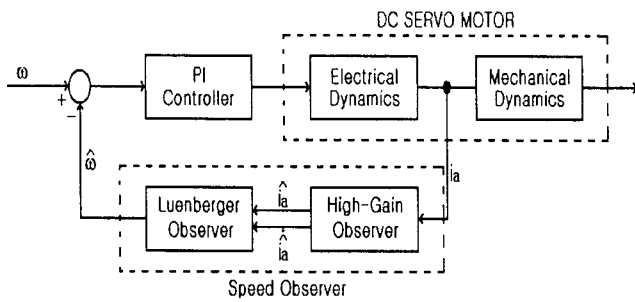 DC SERVO MOTOR
ω
+
−
PI
Controller
Electrical
Dynamics
Mechanical
Dynamics
ω̂
Luenberger
Observer
îa
îa
High-Gain
Observer
ia
Speed Observer